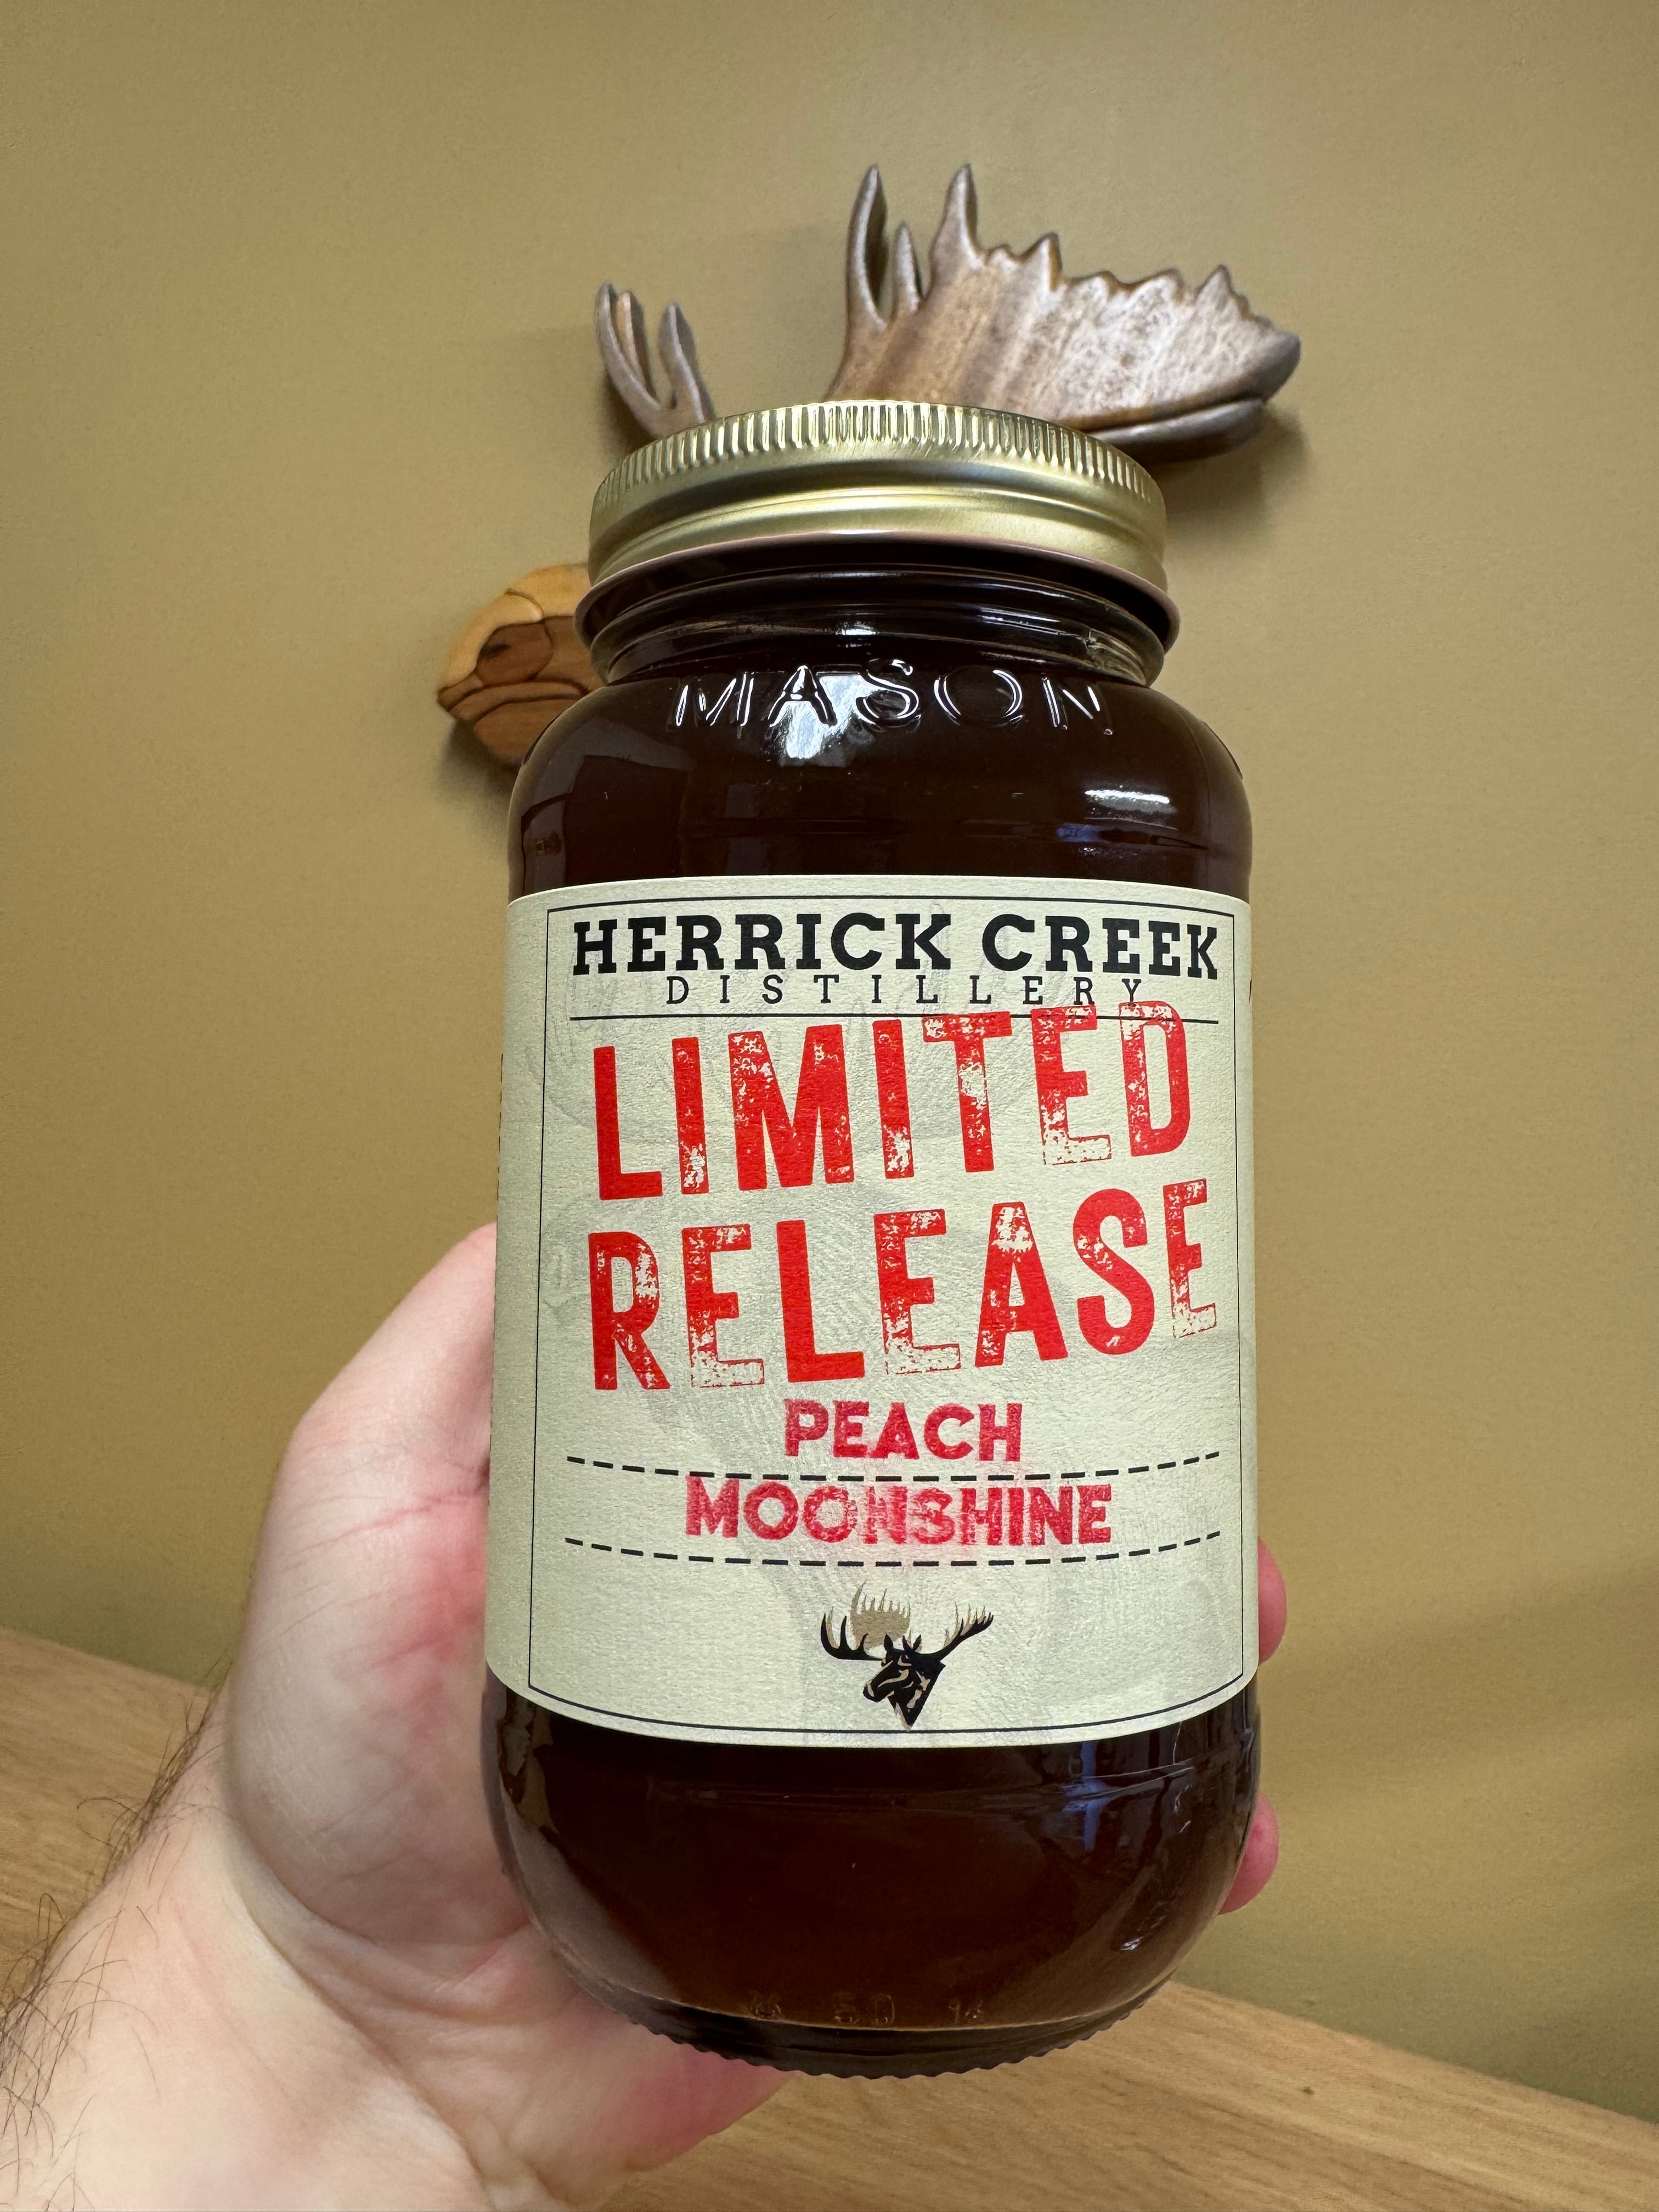 MASON
HERRICK CREEK
DISTILLERY
LIMITED
RELEASE
PEACH
MOONSHINE